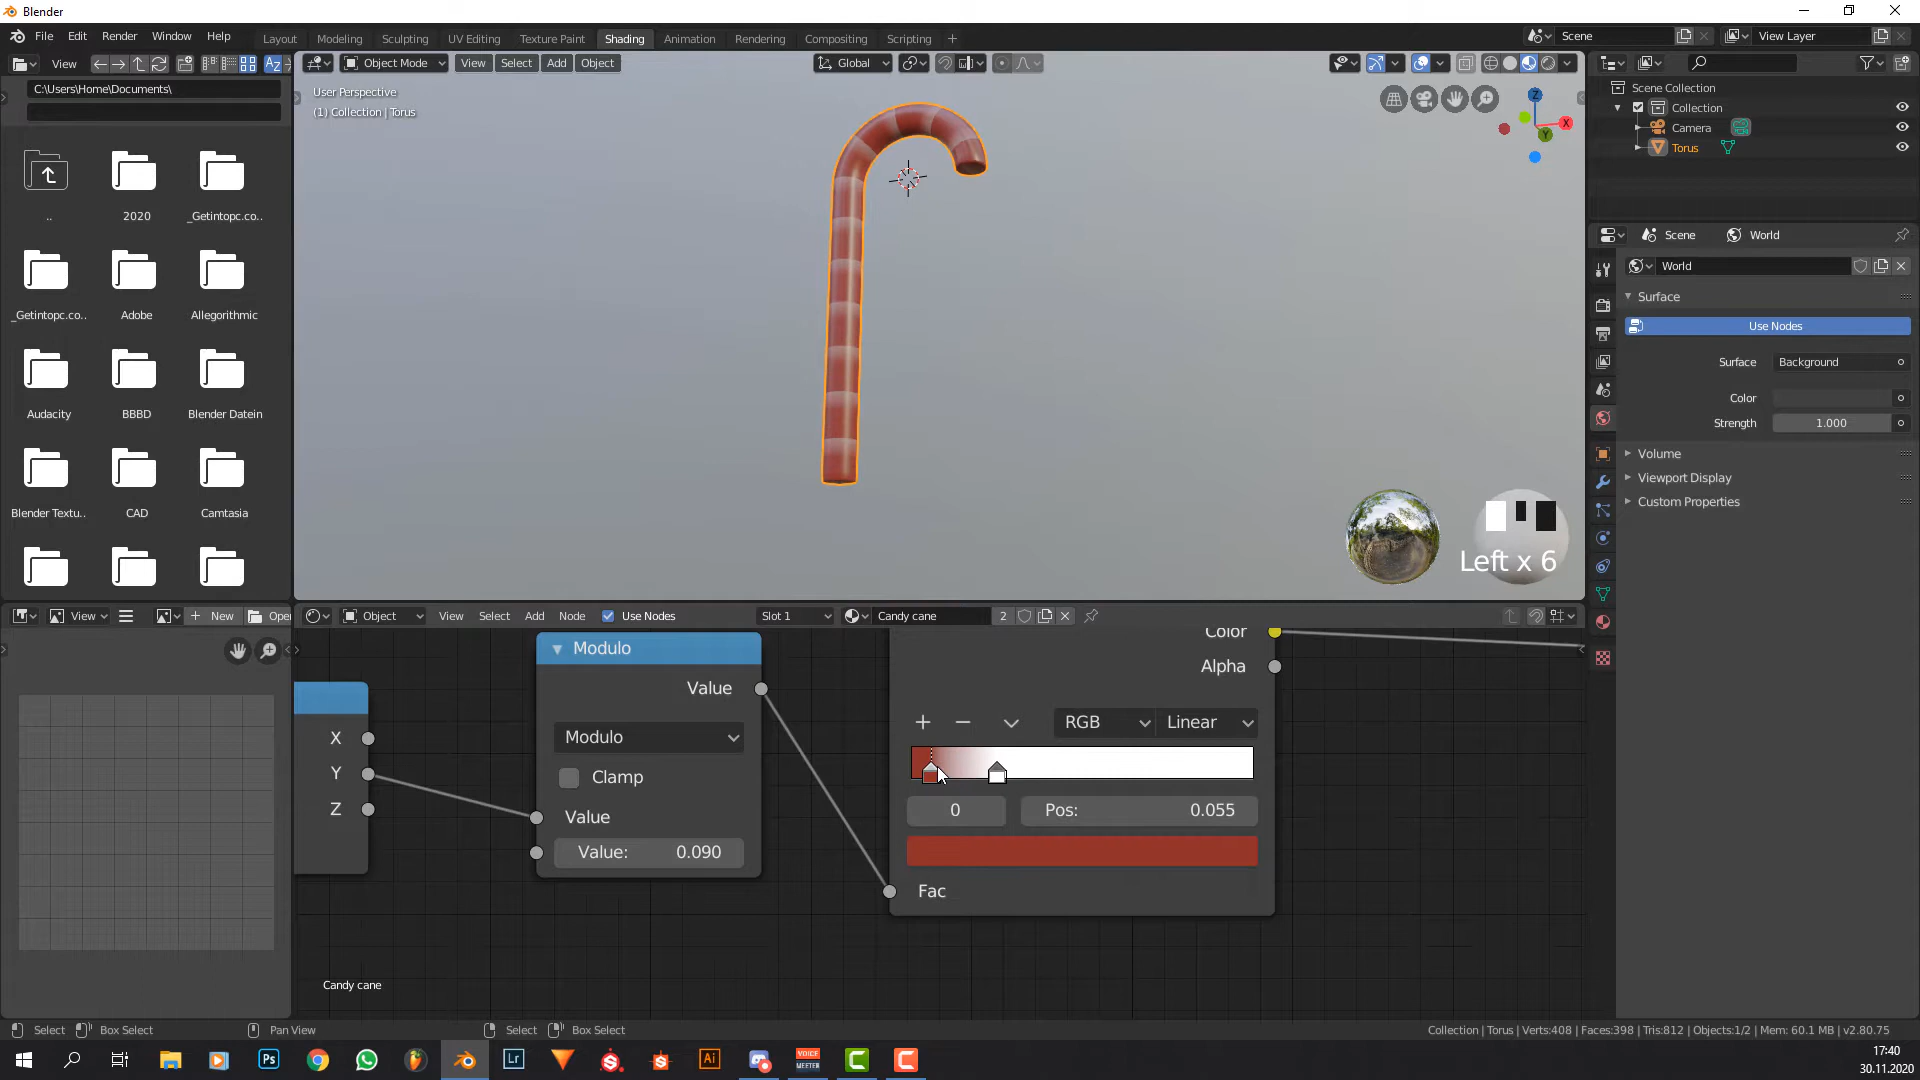 Blender
File Edit Render Window Help
Layout Modeling Sculpting UV Editing Texture Paint Shading Animation Rendering Compositing Scripting
Scene
View Layer
View
Object Mode
View Select Add Object
Global
C:\Users\Home\Documents\
User Perspective
(1) Collection | Torus
Z
X
Y
..
2020
_Getintopc.co..
_Getintopc.co..
Adobe
Allegorithmic
Audacity
BBBD
Blender Datein
Blender Textu..
CAD
Camtasia
Scene Collection
Collection
Camera
Torus
Scene
World
World
Surface
Use Nodes
Surface Background
Color
Strength 1.000
Volume
Viewport Display
Custom Properties
Left x 6
View
New
Open
Object
View Select Add Node Use Nodes
Slot 1
Candy cane
2
Modulo
Value
Modulo
Clamp
Value
Value: 0.090
X
Y
Z
Color
Alpha
RGB
Linear
0
Pos: 0.055
Fac
Candy cane
Select
Box Select
Pan View
Select
Box Select
Collection | Torus | Verts:408 | Faces:398 | Tris:812 | Objects:1/2 | Mem: 60.1 MB | v2.80.75
Ps
Lr
Ai
VOICE
MEETER
17:40
30.11.2020